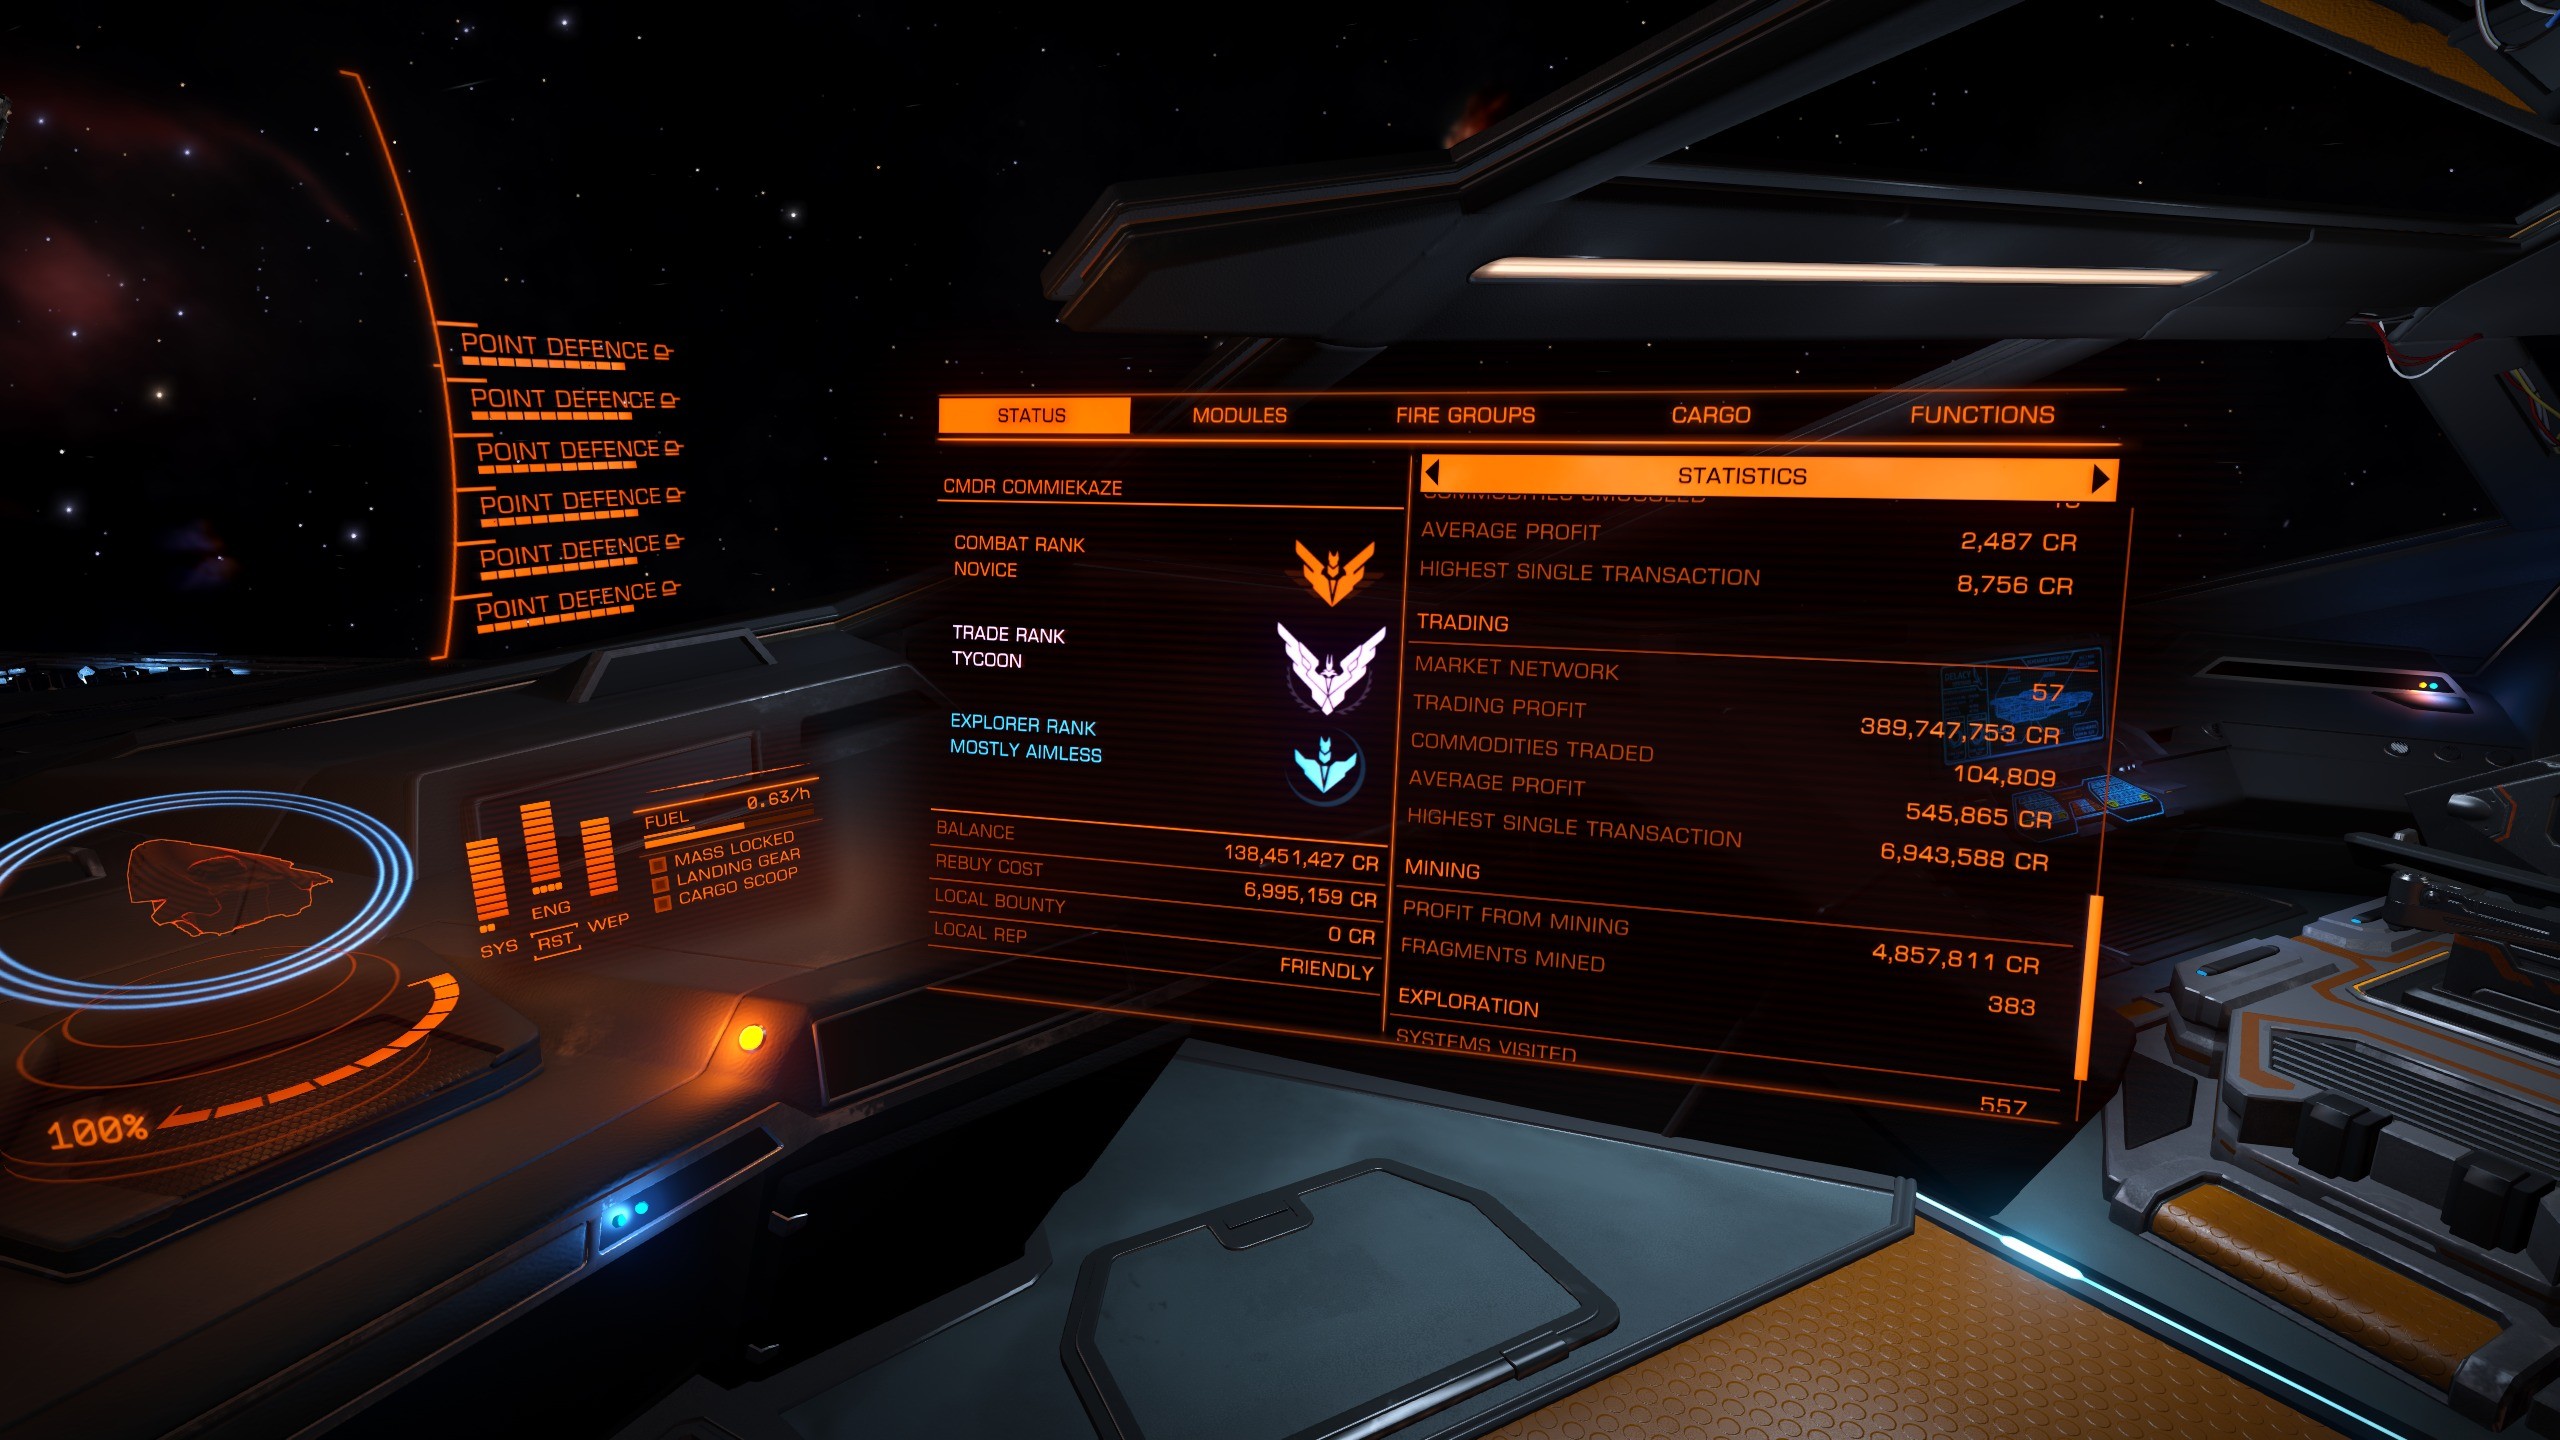 POINT DEFENCE
POINT DEFENCE
POINT DEFENCE
POINT DEFENCE
POINT DEFENCE
POINT DEFENCE
STATUS MODULES FIRE GROUPS CARGO FUNCTIONS
CMDR COMMIEKAZE
COMBAT RANK
NOVICE
TRADE RANK
TYCOON
EXPLORER RANK
MOSTLY AIMLESS
BALANCE 138,451,427 CR
REBUY COST 6,995,159 CR
LOCAL BOUNTY 0 CR
LOCAL REP FRIENDLY
STATISTICS
COMMODITIES SMUGGLED
AVERAGE PROFIT 2,487 CR
HIGHEST SINGLE TRANSACTION 8,756 CR
TRADING
MARKET NETWORK 57
TRADING PROFIT 389,747,753 CR
COMMODITIES TRADED 104,809
AVERAGE PROFIT 545,865 CR
HIGHEST SINGLE TRANSACTION 6,943,588 CR
MINING
PROFIT FROM MINING 4,857,811 CR
FRAGMENTS MINED 383
EXPLORATION
SYSTEMS VISITED 557
0.63/h
FUEL
MASS LOCKED
LANDING GEAR
CARGO SCOOP
SYS ENG WEP
RST
100%